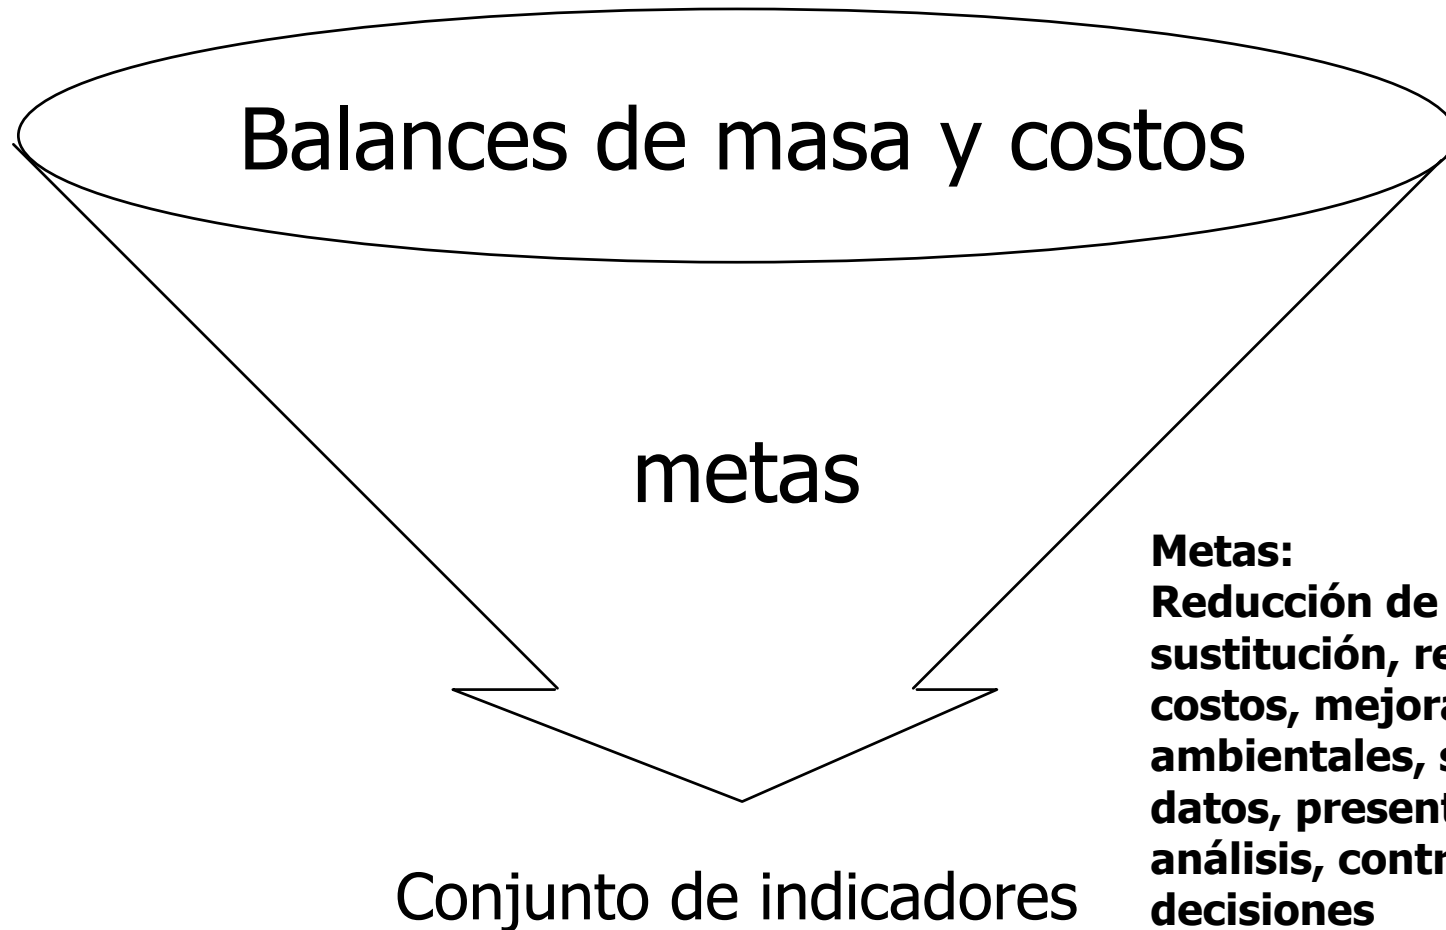 Balances de masa y costos
metas
Metas:
Reducción de
sustitución,
costos,
ambientales,
datos,
análisis,
decisiones
Conjunto de indicadores